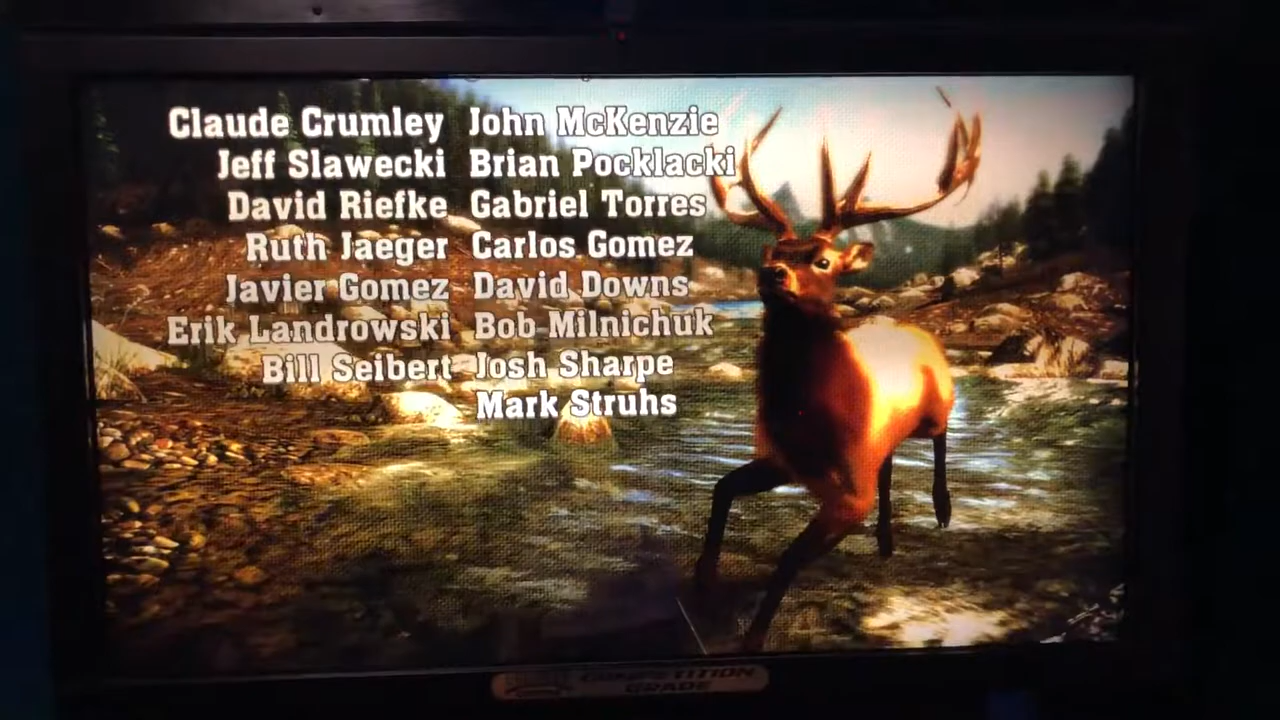 Claude Crumley John McKenzie
Jeff Slawecki Brian Pocklacki
David Riefke Gabriel Torres
Ruth Jaeger Carlos Gomez
Javier Gomez David Downs
Erik Landrowski Bob Milnichuk
Bill Seibert Josh Sharpe
Mark Struhs
COMPETITION
GRADE